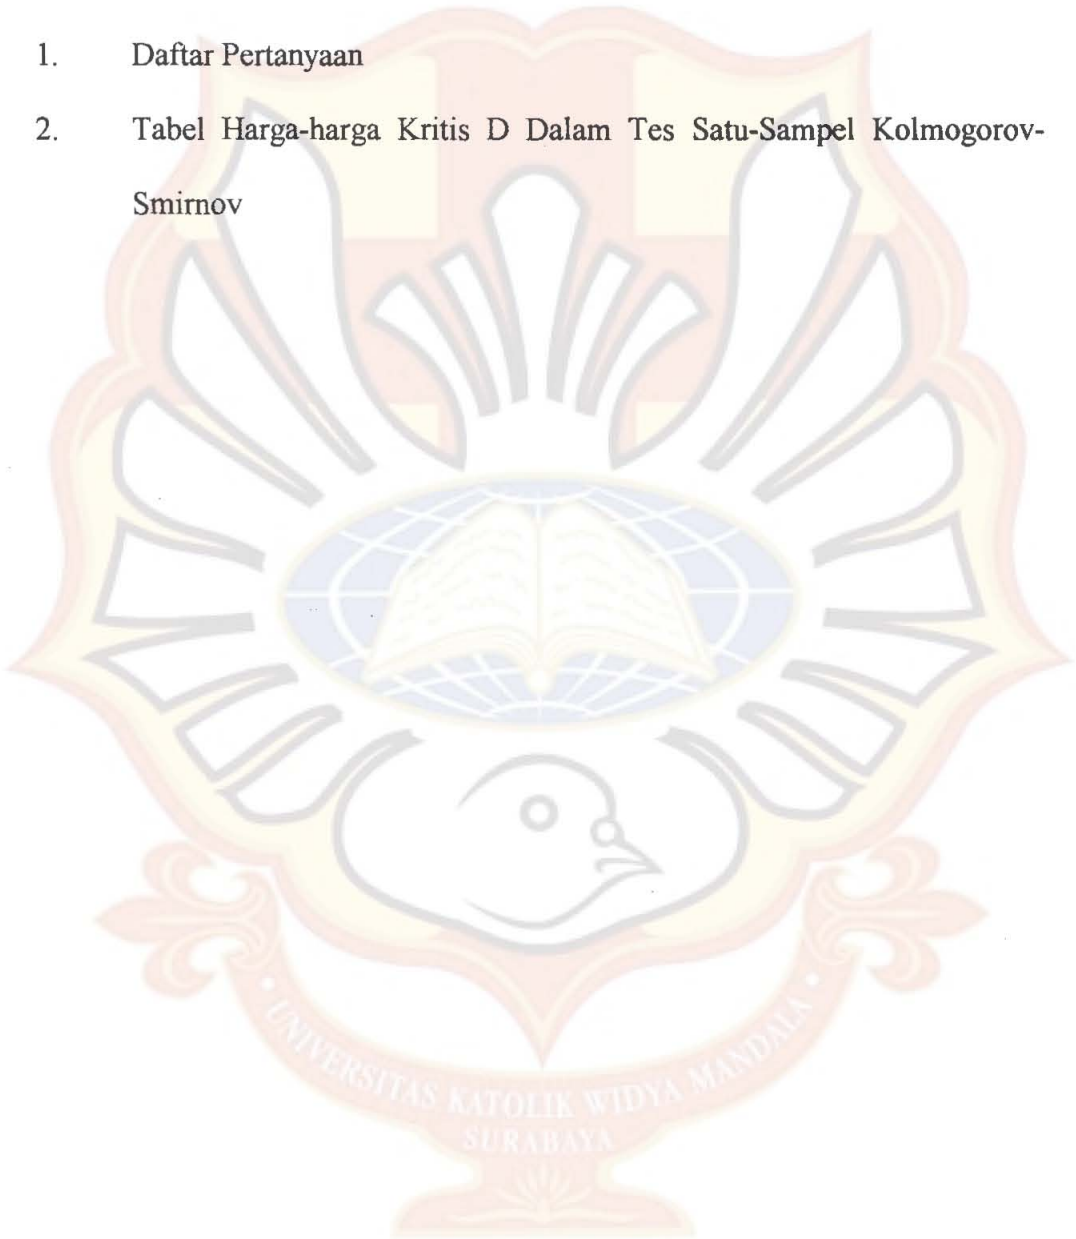 1. Daftar Pertanyaan
2. Tabel Harga-harga Kritis D Dalam Tes Satu-Sampel Kolmogorov-
Smirnov
• UNIVERSITAS KATOLIK WIDYA MANDALA •
SURABAYA